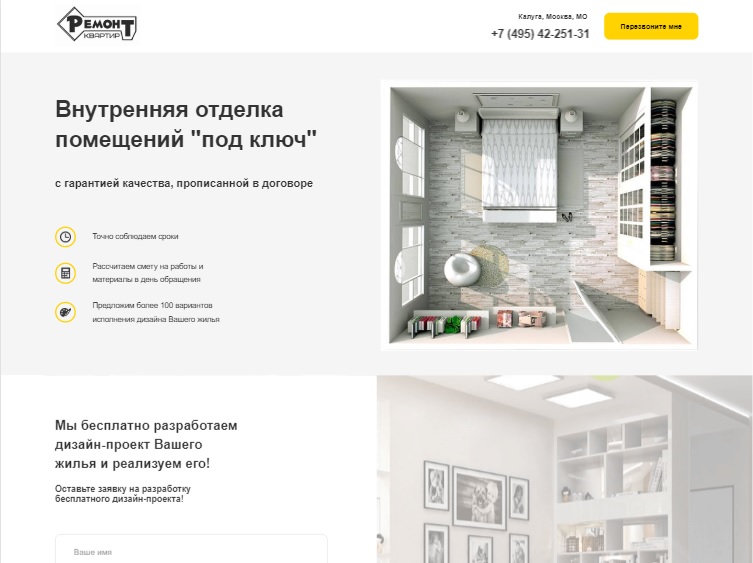 Ремонт
КВАРТИР
Калуга, Москва, МО
+7 (495) 42-251-31
Перезвоните мне
Внутренняя отделка
помещений "под ключ"
с гарантией качества, прописанной в договоре
Точно соблюдаем сроки
Рассчитаем смету на работы и
материалы в день обращения
Предложим более 100 вариантов
исполнения дизайна Вашего жилья
Мы бесплатно разработаем
дизайн-проект Вашего
жилья и реализуем его!
Оставьте заявку на разработку
бесплатного дизайн-проекта!
Ваше имя